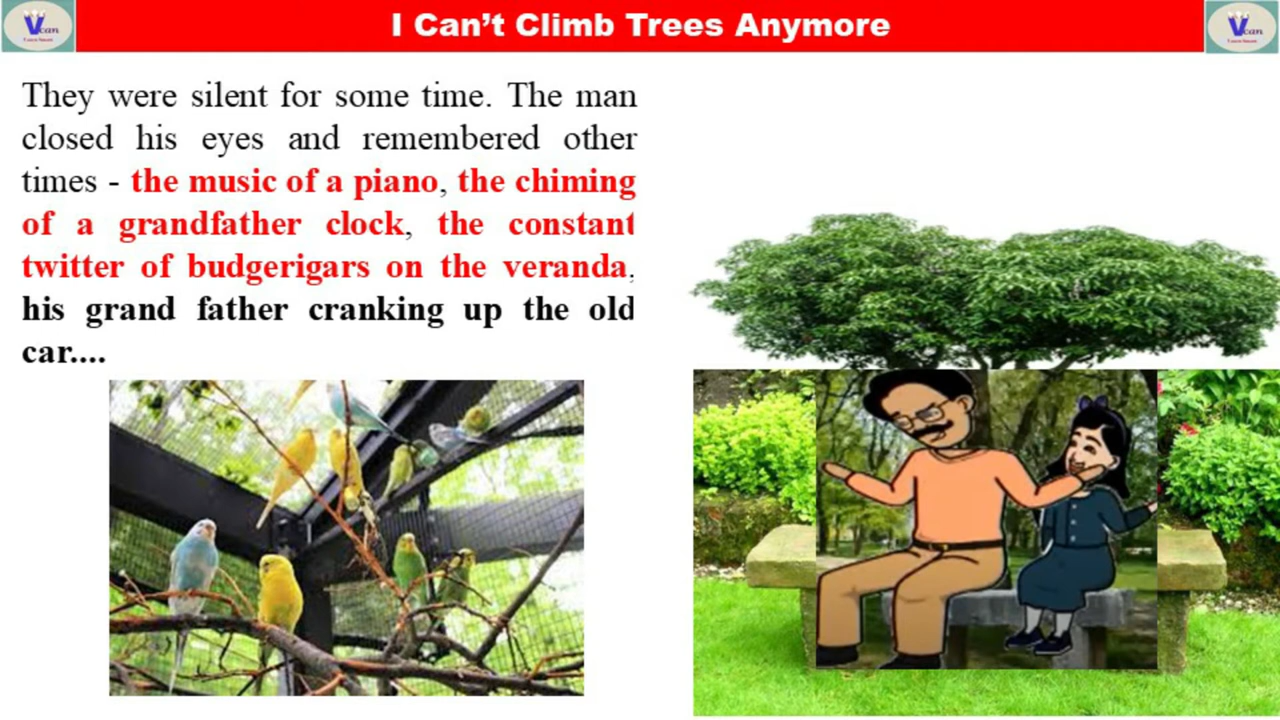 I Can't Climb Trees Anymore
Vcan
Vcan
They were silent for some time. The man
closed his eyes and remembered other
times - the music of a piano, the chiming
of a grandfather clock, the constant
twitter of budgerigars on the veranda,
his grand father cranking up the old
car....